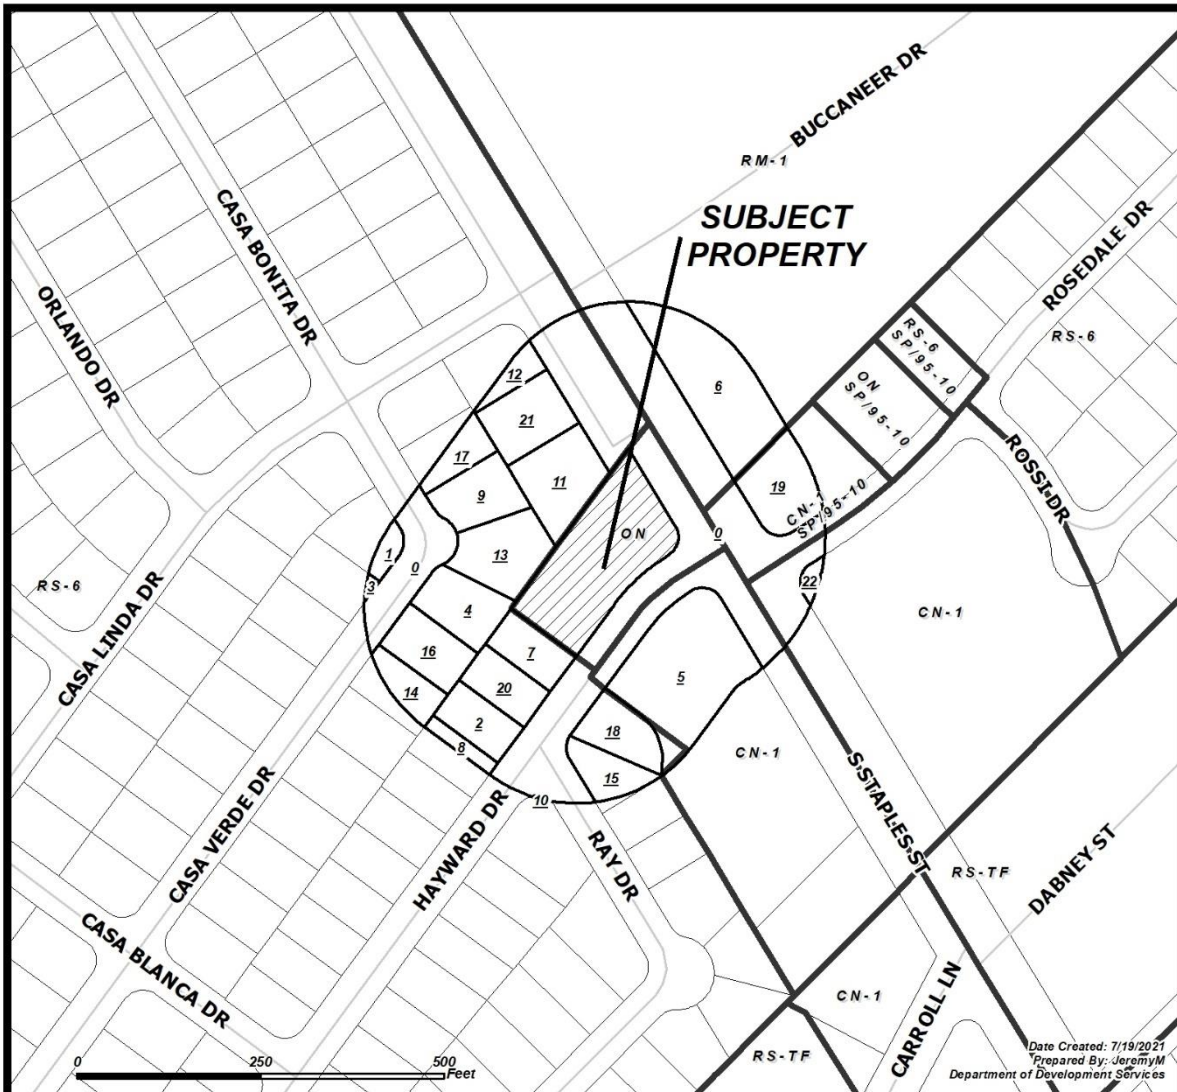 BUCCANEER DR
RM-1
SUBJECT
PROPERTY
CASA BONITA DR
ORLANDO DR
ROSEDALE DR
RS-6
SP/95-10
RS-6
ON
SP/95-10
ROSSI DR
12
6
21
17
11
19
CN-1
SP/95-10
9
ON
0
1
13
0
3
22
RS-6
4
CN-1
CASA LINDA DR
16
7
5
14
20
2
18
8
CN-1
15
10
S STAPLES ST
CASA VERDE DR
HAYWARD DR
RAY DR
RS-TF
DABNEY ST
CASA BLANCA DR
CN-1
CARROLL LN
RS-TF
0
250
500
Feet
Date Created: 7/19/2021
Prepared By: JeremyM
Department of Development Services